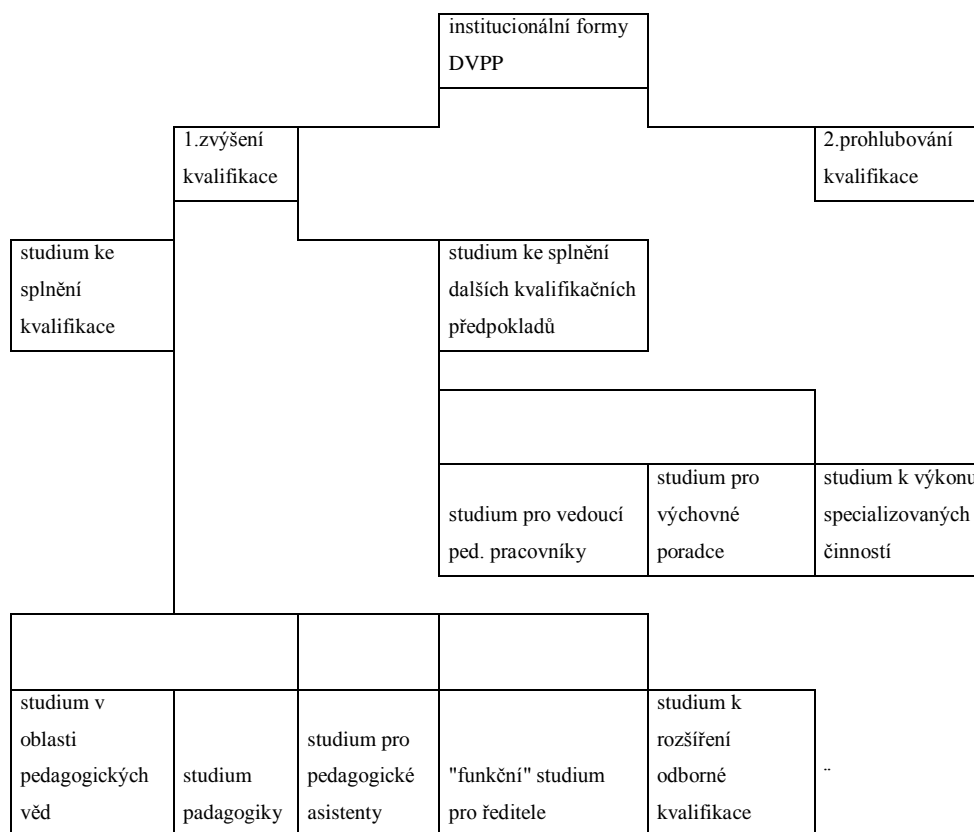 institucionální formy
DVPP
1.zvýšení
kvalifikace
2.prohlubování
kvalifikace
studium ke
splnění
kvalifikace
studium ke splnění
dalších kvalifikačních
předpokladů
studium pro vedoucí
ped. pracovníky
studium pro
výchovné
poradce
studium k výkonu
specializovaných
činností
studium v
oblasti
pedagogických
věd
studium
padagogiky
studium pro
pedagogické
asistenty
"funkční" studium
pro ředitele
studium k
rozšíření
odborné
kvalifikace
..